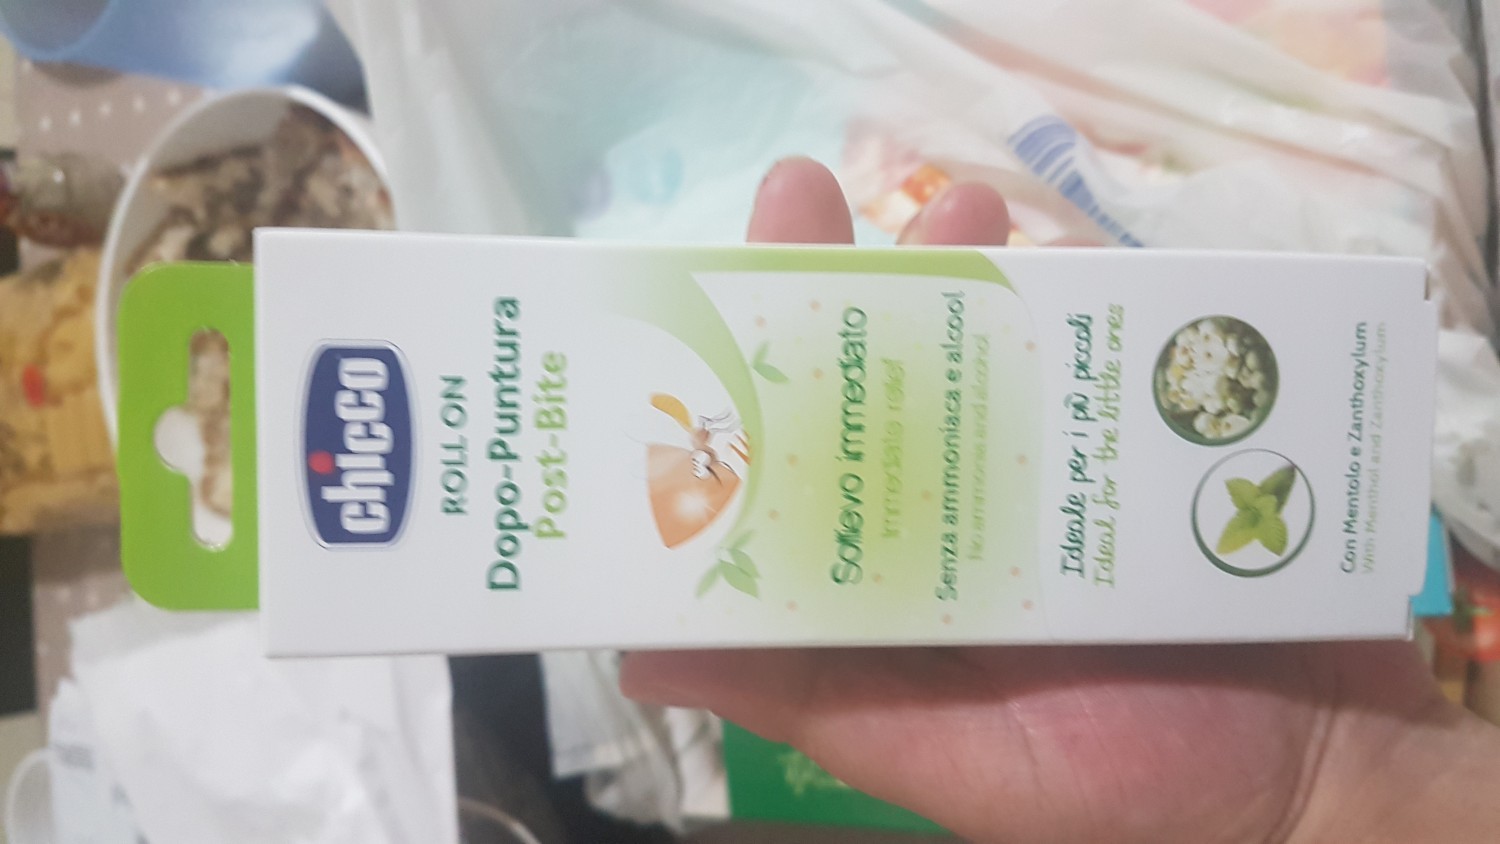 chicco
ROLL ON
Dopo-Puntura
Post-Bite
Sollievo immediato
Immediate relief
Senza ammoniaca e alcool
No ammonia and alcohol
Ideale per i più piccoli
Ideal for the little ones
Con Mentolo e Zanthoxylum
With Menthol and Zanthoxylum